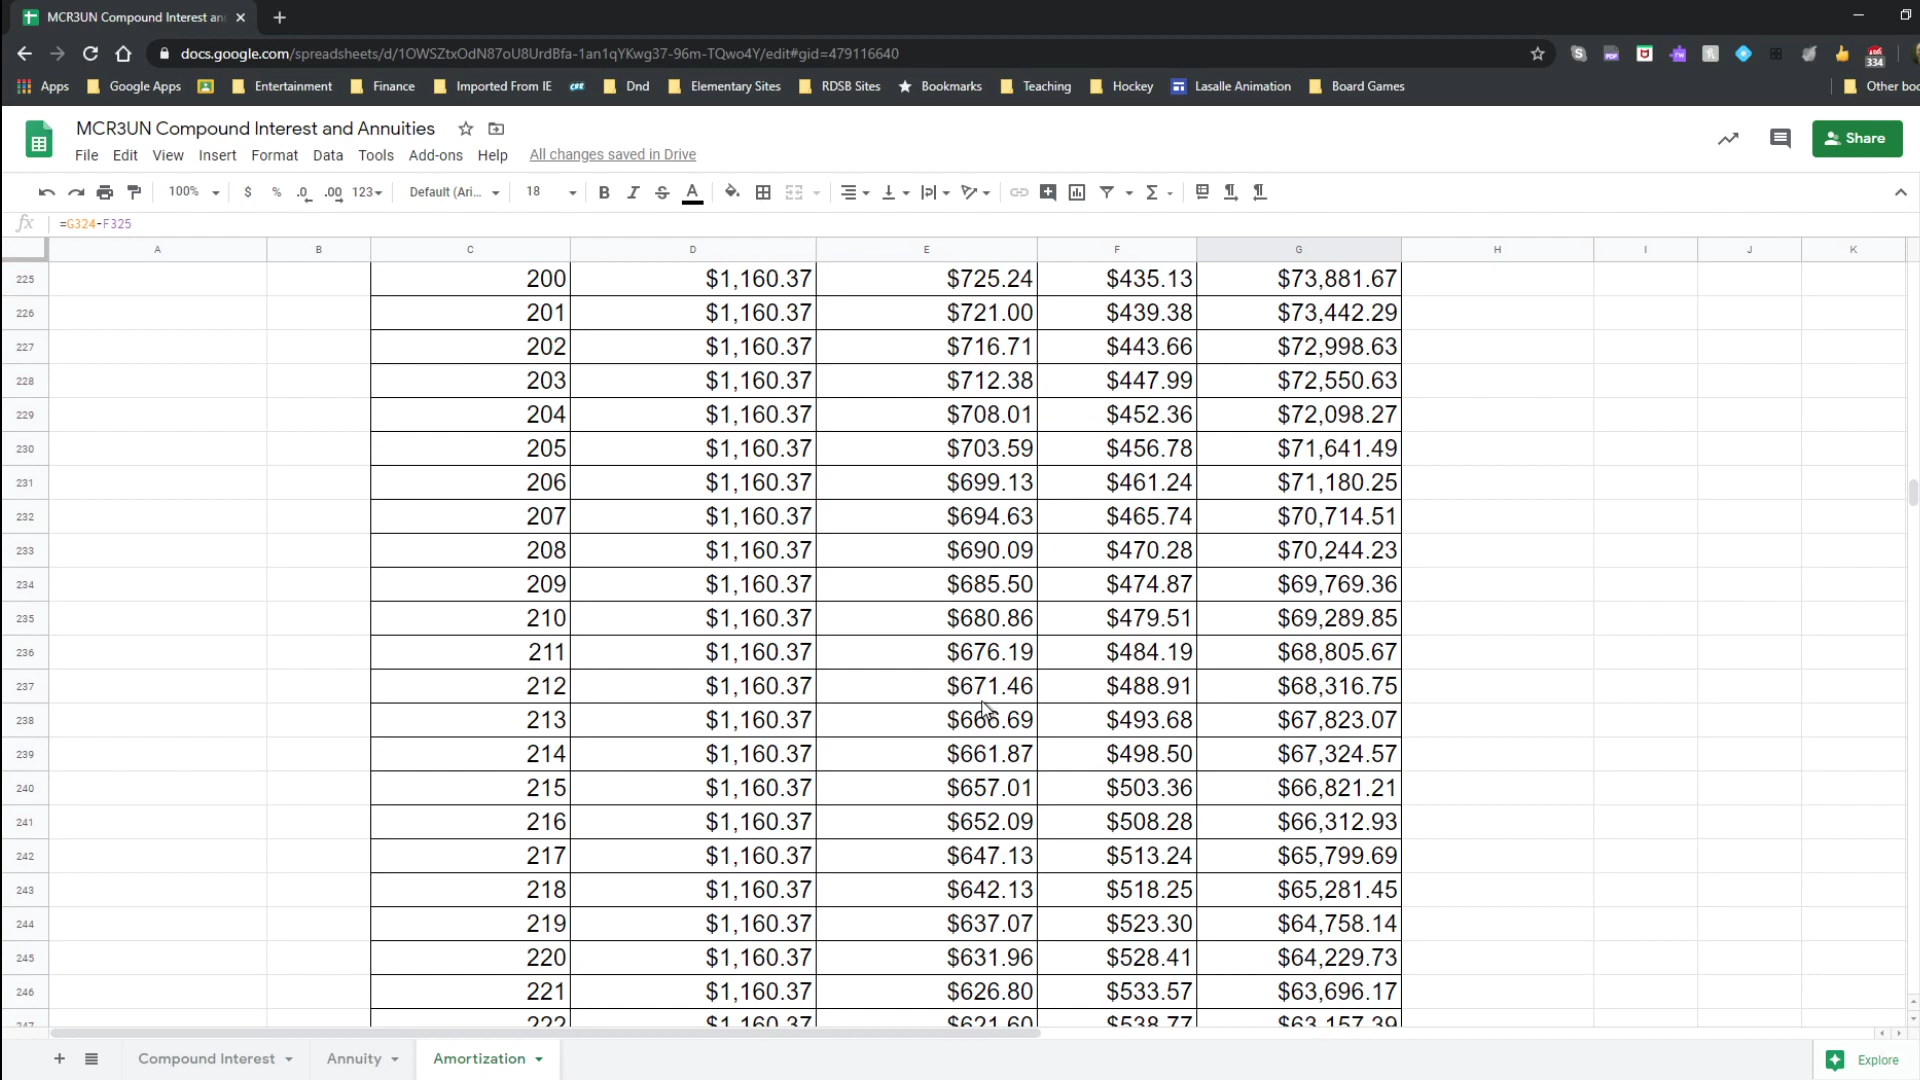 MCR3UN Compound Interest and
docs.google.com/spreadsheets/d/1OWSZtxOdN87oU8UrdBfa-1an1qYKwg37-96m-TQwo4Y/edit#gid=479116640
334
Apps Google Apps Entertainment Finance Imported From IE Dnd Elementary Sites RDSB Sites Bookmarks Teaching Hockey Lasalle Animation Board Games Other boo
MCR3UN Compound Interest and Annuities
File Edit View Insert Format Data Tools Add-ons Help All changes saved in Drive
Share
100% $ % .0 .00 123 Default (Ari... 18 B I S A
fx =G324-F325
A B C D E F G H I J K
225 200 $1,160.37 $725.24 $435.13 $73,881.67
226 201 $1,160.37 $721.00 $439.38 $73,442.29
227 202 $1,160.37 $716.71 $443.66 $72,998.63
228 203 $1,160.37 $712.38 $447.99 $72,550.63
229 204 $1,160.37 $708.01 $452.36 $72,098.27
230 205 $1,160.37 $703.59 $456.78 $71,641.49
231 206 $1,160.37 $699.13 $461.24 $71,180.25
232 207 $1,160.37 $694.63 $465.74 $70,714.51
233 208 $1,160.37 $690.09 $470.28 $70,244.23
234 209 $1,160.37 $685.50 $474.87 $69,769.36
235 210 $1,160.37 $680.86 $479.51 $69,289.85
236 211 $1,160.37 $676.19 $484.19 $68,805.67
237 212 $1,160.37 $671.46 $488.91 $68,316.75
238 213 $1,160.37 $666.69 $493.68 $67,823.07
239 214 $1,160.37 $661.87 $498.50 $67,324.57
240 215 $1,160.37 $657.01 $503.36 $66,821.21
241 216 $1,160.37 $652.09 $508.28 $66,312.93
242 217 $1,160.37 $647.13 $513.24 $65,799.69
243 218 $1,160.37 $642.13 $518.25 $65,281.45
244 219 $1,160.37 $637.07 $523.30 $64,758.14
245 220 $1,160.37 $631.96 $528.41 $64,229.73
246 221 $1,160.37 $626.80 $533.57 $63,696.17
247 222 $1,160.37 $621.60 $538.77 $63,157.39
Compound Interest Annuity Amortization Explore